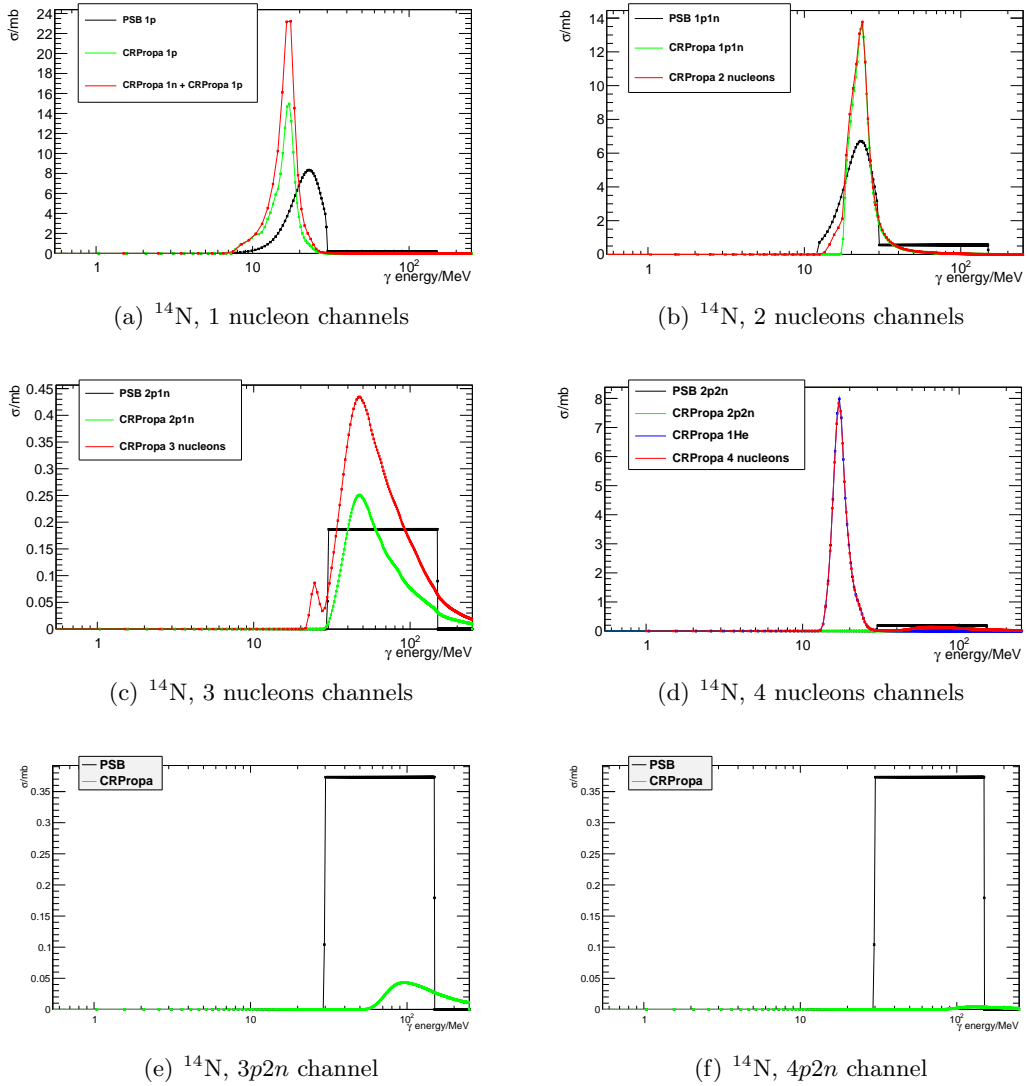 σ/mb
24
22
20
18
16
14
12
10
8
6
4
2
0
PSB 1p
CRPropa 1p
CRPropa 1n + CRPropa 1p
1
10
10²
γ energy/MeV
(a) ¹⁴N, 1 nucleon channels
σ/mb
14
12
10
8
6
4
2
0
PSB 1p1n
CRPropa 1p1n
CRPropa 2 nucleons
1
10
10²
γ energy/MeV
(b) ¹⁴N, 2 nucleons channels
σ/mb
0.45
0.4
0.35
0.3
0.25
0.2
0.15
0.1
0.05
0
PSB 2p1n
CRPropa 2p1n
CRPropa 3 nucleons
1
10
10²
γ energy/MeV
(c) ¹⁴N, 3 nucleons channels
σ/mb
8
7
6
5
4
3
2
1
0
PSB 2p2n
CRPropa 2p2n
CRPropa 1He
CRPropa 4 nucleons
1
10
10²
γ energy/MeV
(d) ¹⁴N, 4 nucleons channels
σ/mb
0.35
0.3
0.25
0.2
0.15
0.1
0.05
0
PSB
CRPropa
1
10
10²
γ energy/MeV
(e) ¹⁴N, 3p2n channel
σ/mb
0.35
0.3
0.25
0.2
0.15
0.1
0.05
0
PSB
CRPropa
1
10
10²
γ energy/MeV
(f) ¹⁴N, 4p2n channel